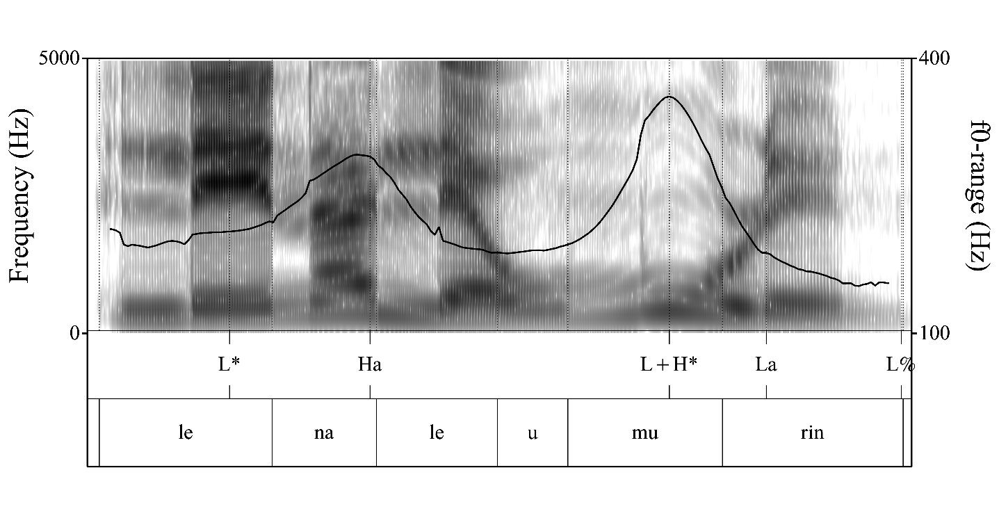 5000
400
Frequency (Hz)
f0-range (Hz)
0
100
L* Ha L+H* La L%
le na le u mu rin